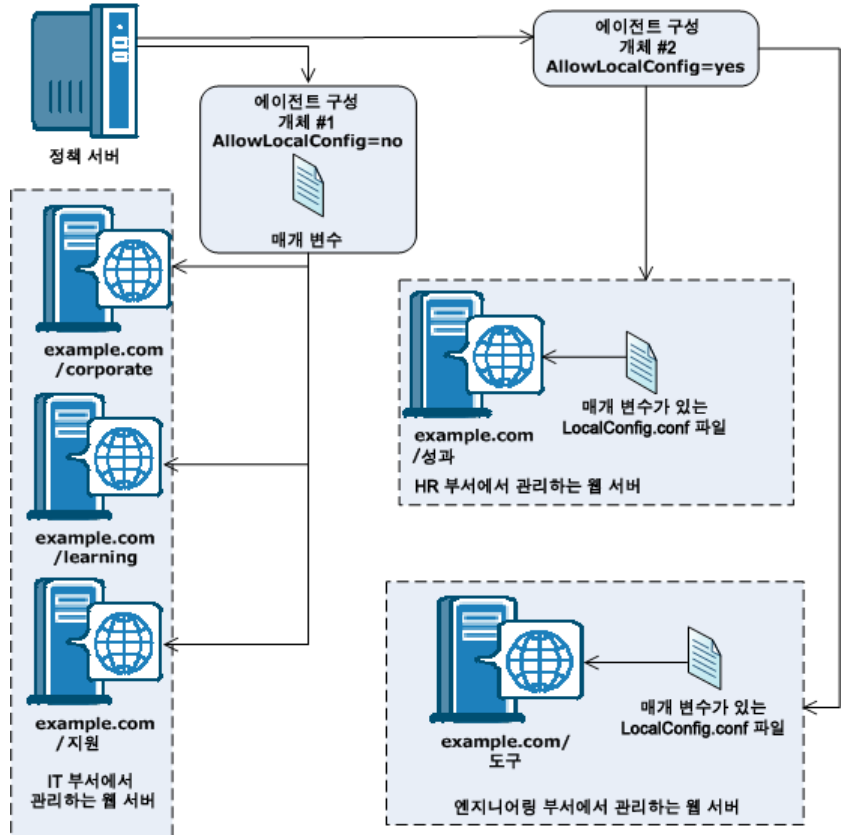 에이전트 구성
개체 #2
AllowLocalConfig=yes
에이전트 구성
개체 #1
AllowLocalConfig=no
매개 변수
정책 서버
example.com
/corporate
example.com
/learning
example.com
/지원
IT 부서에서
관리하는 웹 서버
매개 변수가 있는
LocalConfig.conf 파일
example.com
/성과
HR 부서에서 관리하는 웹 서버
매개 변수가 있는
LocalConfig.conf 파일
example.com/
도구
엔지니어링 부서에서 관리하는 웹 서버